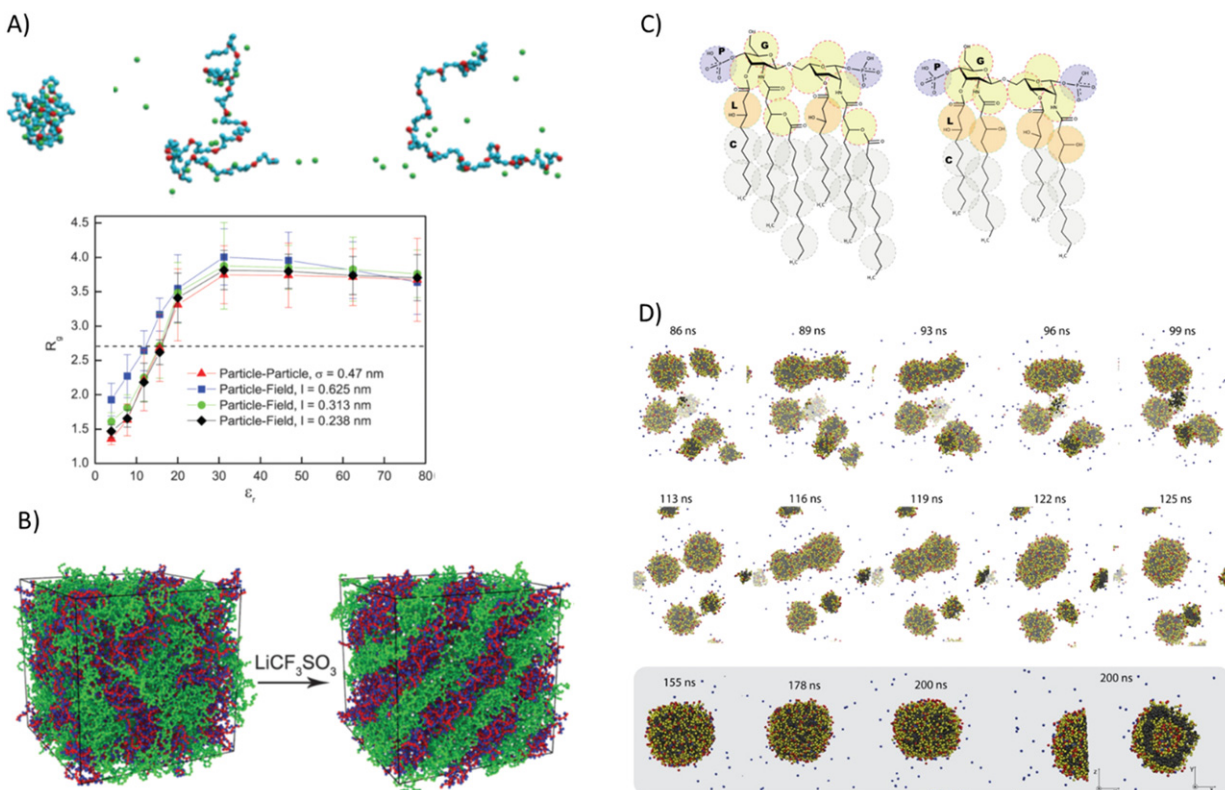 A)
4.5
4.0
3.5
3.0
2.5
2.0
1.5
1.0
R_g
Particle-Particle, σ = 0.47 nm
Particle-Field, l = 0.625 nm
Particle-Field, l = 0.313 nm
Particle-Field, l = 0.238 nm
0 10 20 30 40 50 60 70 80
ε_r
B)
LiCF₃SO₃
C)
P G
L
C
P G
L
C
D)
86 ns 89 ns 93 ns 96 ns 99 ns
113 ns 116 ns 119 ns 122 ns 125 ns
155 ns 178 ns 200 ns 200 ns